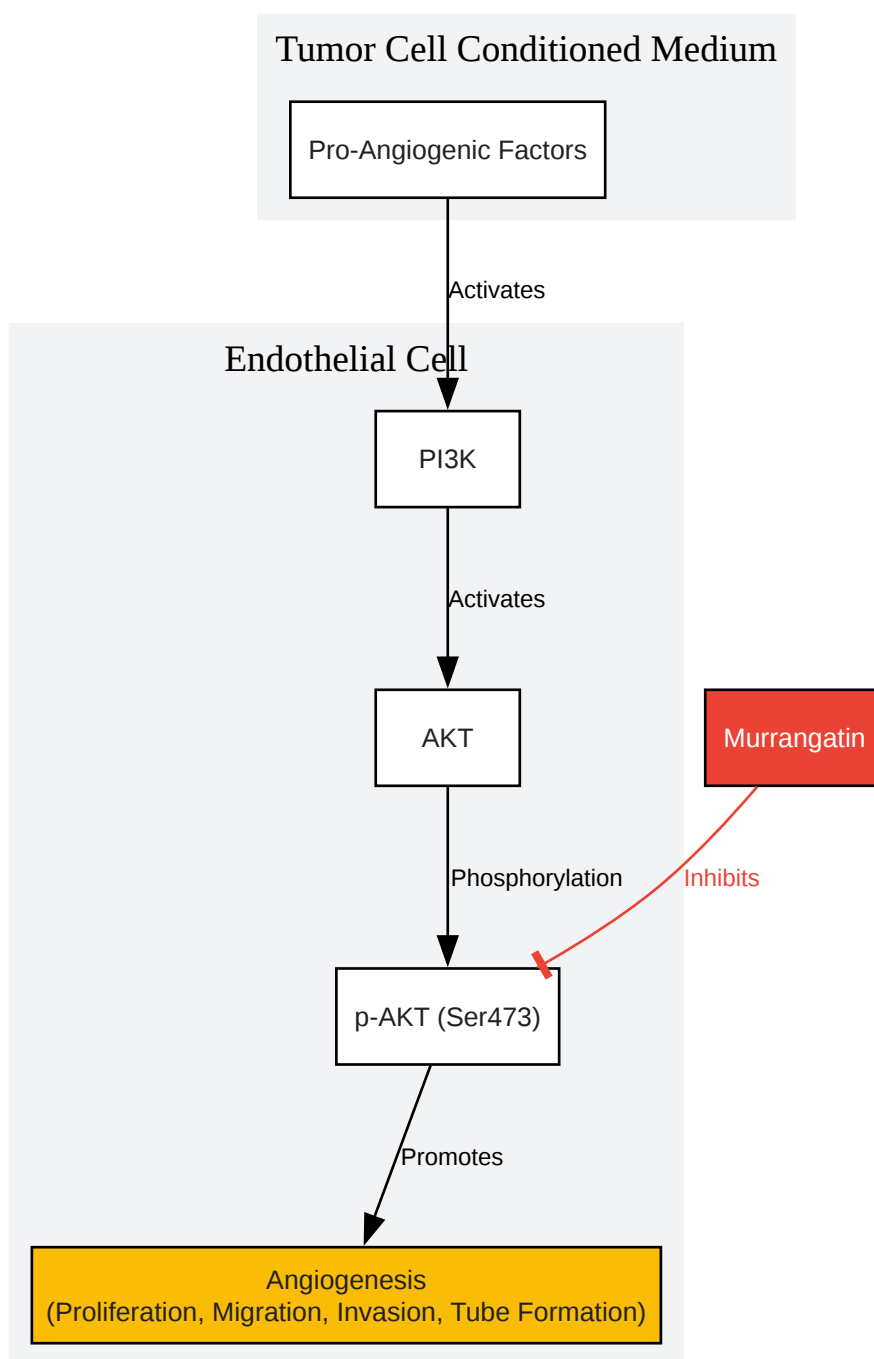 Tumor Cell Conditioned Medium
Pro-Angiogenic Factors
Activates
Endothelial Cell
PI3K
Activates
AKT
Murrangatin
Phosphorylation
Inhibits
p-AKT (Ser473)
Promotes
Angiogenesis
(Proliferation, Migration, Invasion, Tube Formation)